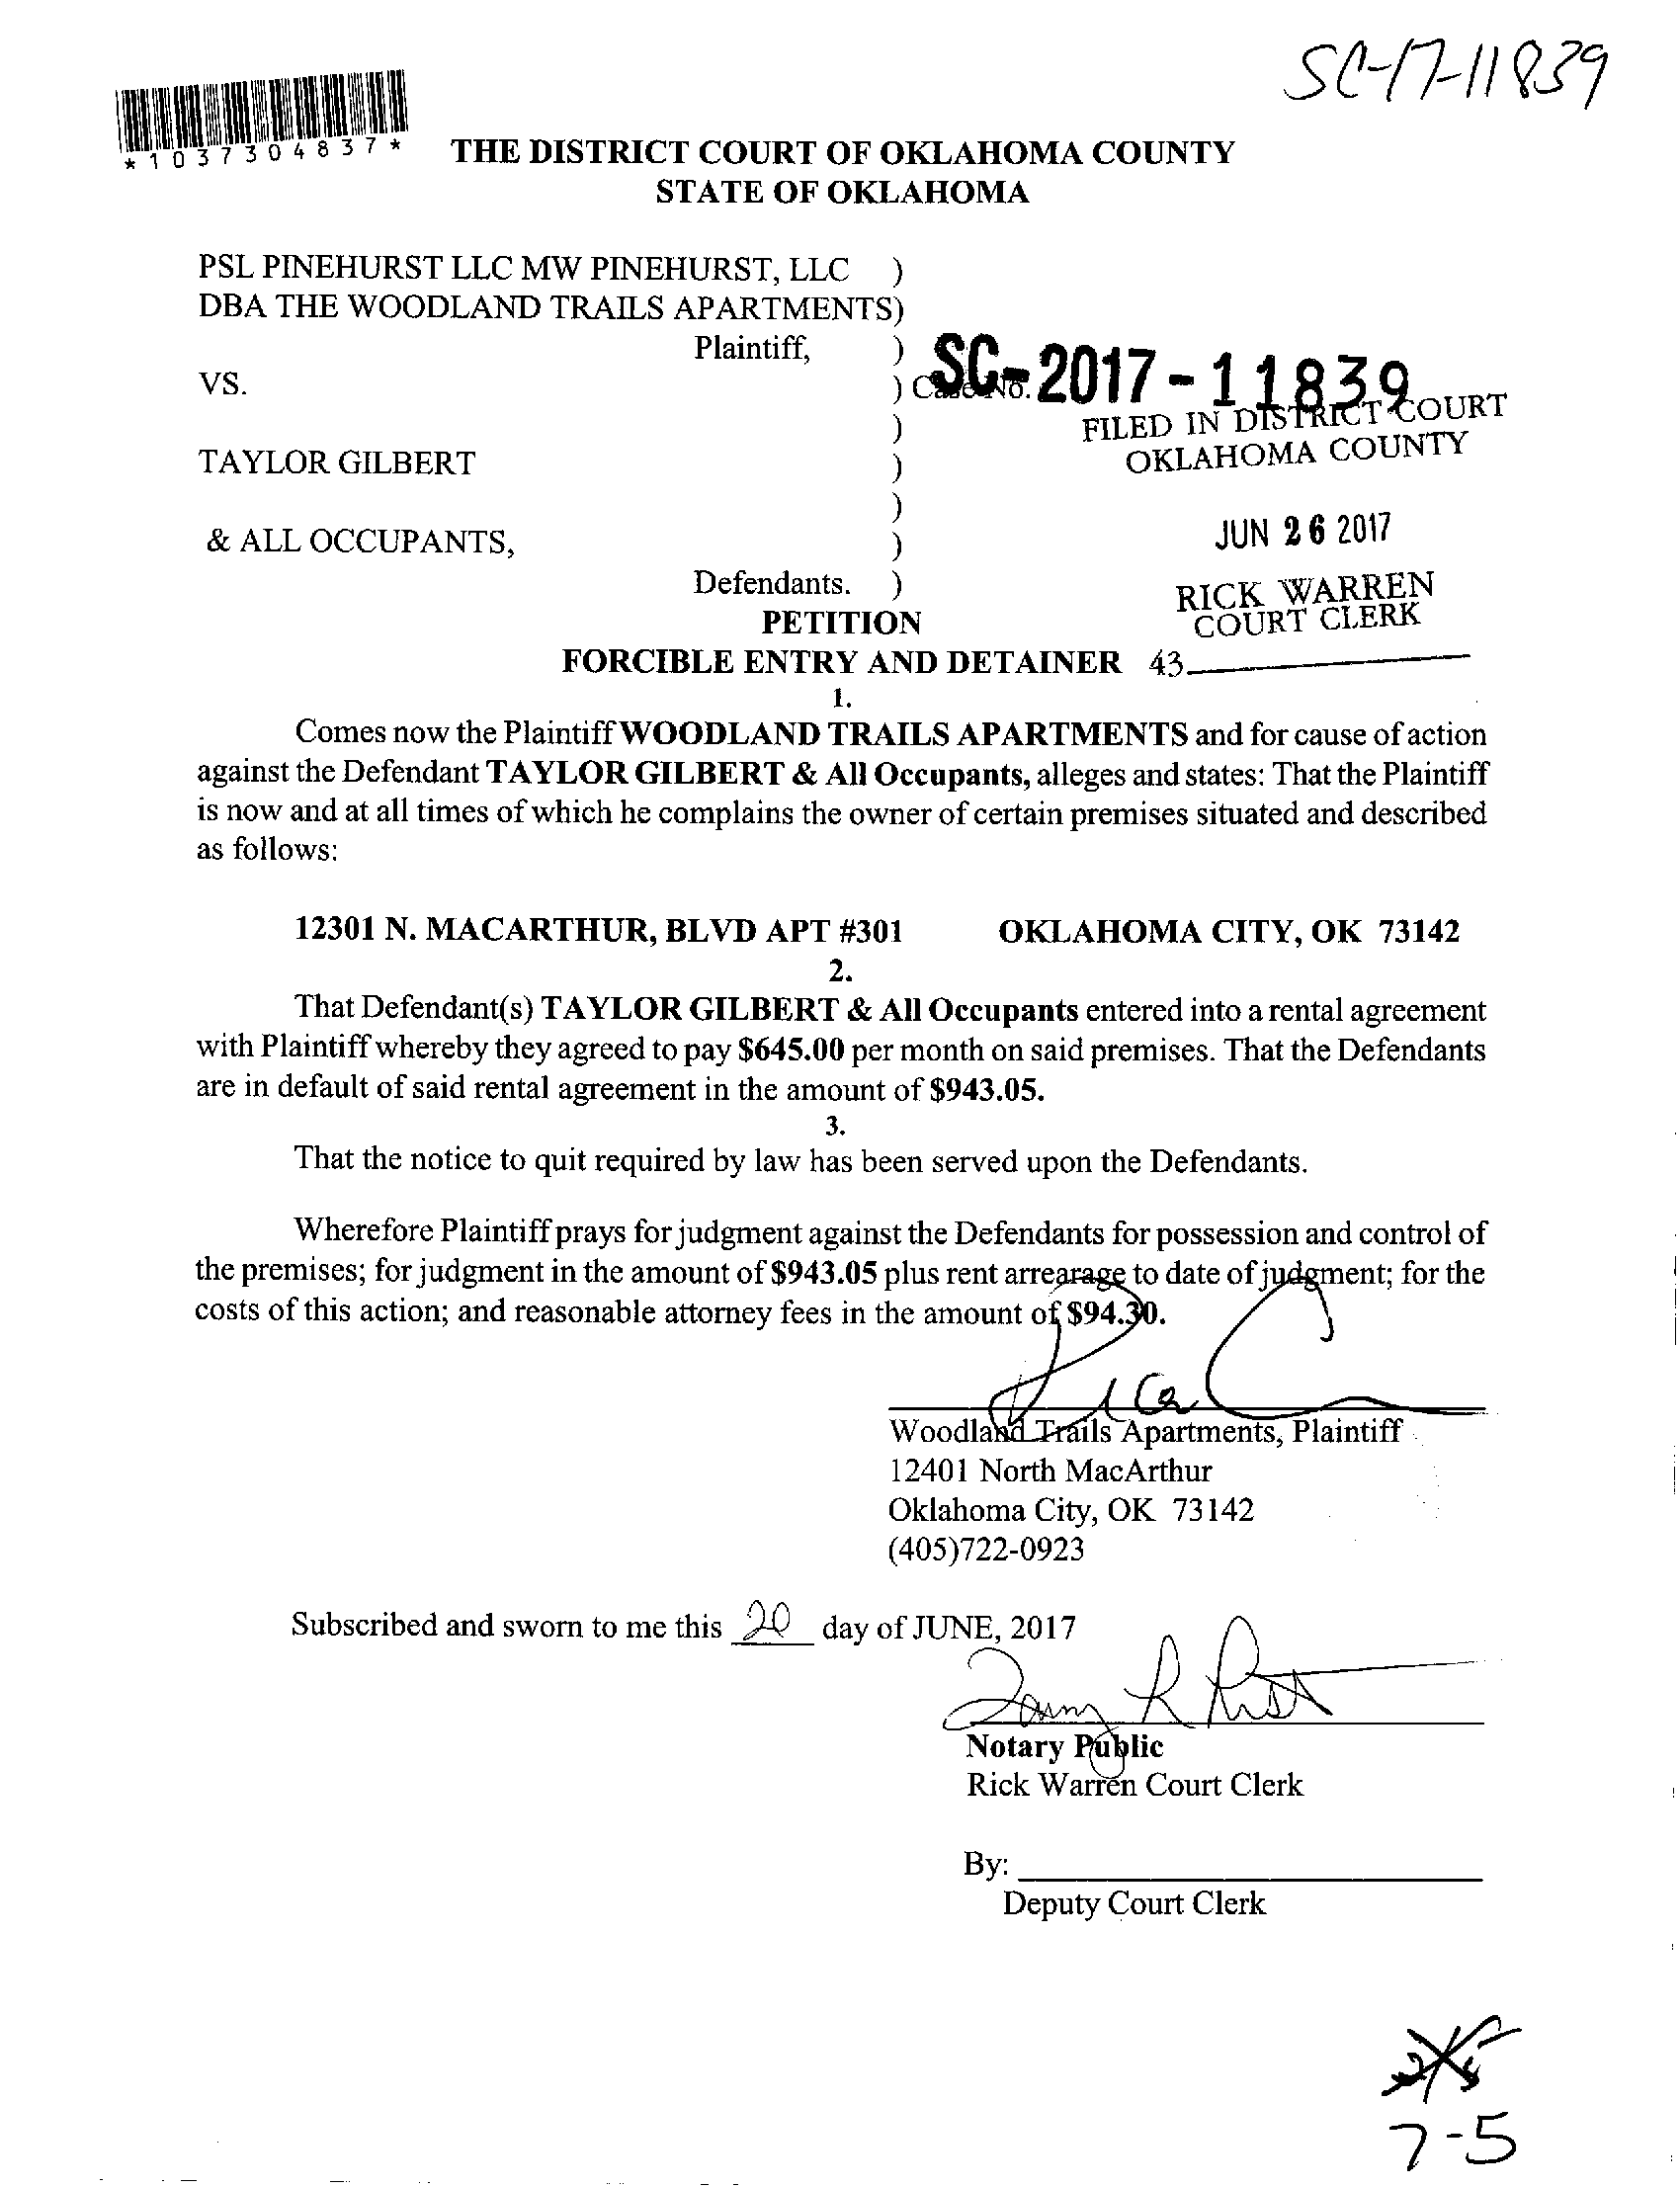 SC-17-11839
*1037304837*
THE DISTRICT COURT OF OKLAHOMA COUNTY
STATE OF OKLAHOMA
PSL PINEHURST LLC MW PINEHURST, LLC )
DBA THE WOODLAND TRAILS APARTMENTS)
Plaintiff, )
VS. ) Case No. SC-2017-11839
) FILED IN DISTRICT COURT
TAYLOR GILBERT ) OKLAHOMA COUNTY
)
& ALL OCCUPANTS, ) JUN 26 2017
Defendants. ) RICK WARREN
PETITION COURT CLERK
FORCIBLE ENTRY AND DETAINER 43
1.
Comes now the Plaintiff WOODLAND TRAILS APARTMENTS and for cause of action
against the Defendant TAYLOR GILBERT & All Occupants, alleges and states: That the Plaintiff
is now and at all times of which he complains the owner of certain premises situated and described
as follows:
12301 N. MACARTHUR, BLVD APT #301 OKLAHOMA CITY, OK 73142
2.
That Defendant(s) TAYLOR GILBERT & All Occupants entered into a rental agreement
with Plaintiff whereby they agreed to pay $645.00 per month on said premises. That the Defendants
are in default of said rental agreement in the amount of $943.05.
3.
That the notice to quit required by law has been served upon the Defendants.
Wherefore Plaintiff prays for judgment against the Defendants for possession and control of
the premises; for judgment in the amount of $943.05 plus rent arrearage to date of judgment; for the
costs of this action; and reasonable attorney fees in the amount of $94.30.
Woodland Trails Apartments, Plaintiff
12401 North MacArthur
Oklahoma City, OK 73142
(405)722-0923
Subscribed and sworn to me this 20 day of JUNE, 2017
Notary Public
Rick Warren Court Clerk
By:
Deputy Court Clerk
7-5